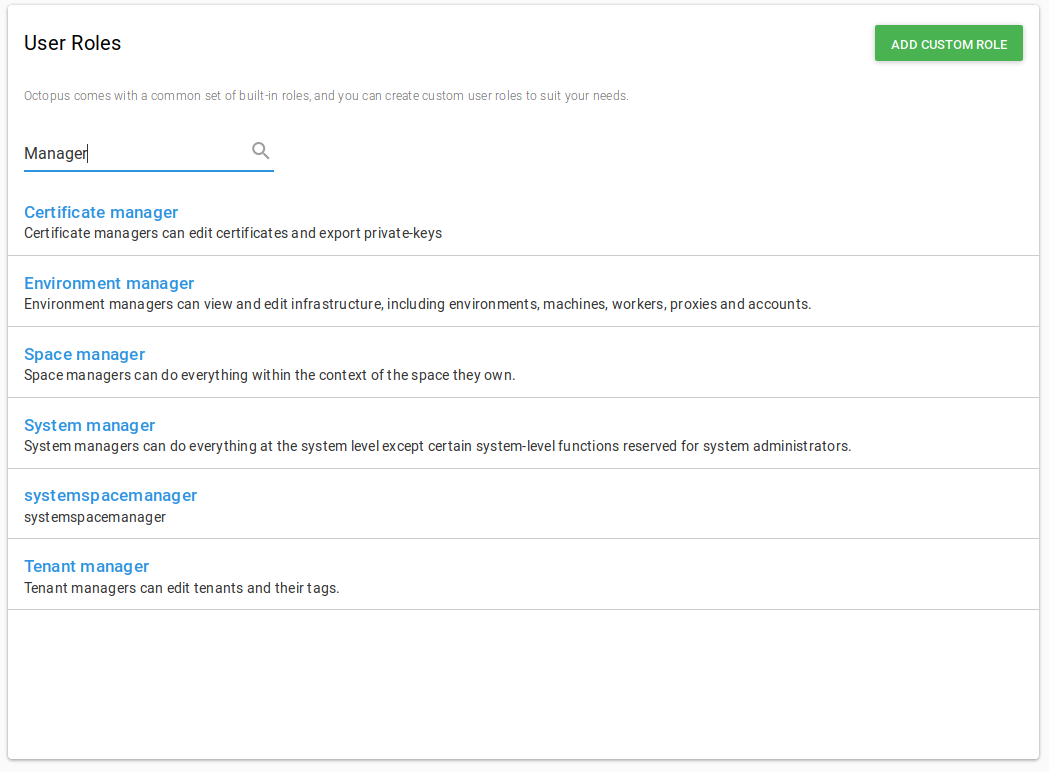 User Roles
ADD CUSTOM ROLE
Octopus comes with a common set of built-in roles, and you can create custom user roles to suit your needs.
Manager
Certificate manager
Certificate managers can edit certificates and export private-keys
Environment manager
Environment managers can view and edit infrastructure, including environments, machines, workers, proxies and accounts.
Space manager
Space managers can do everything within the context of the space they own.
System manager
System managers can do everything at the system level except certain system-level functions reserved for system administrators.
systemspacemanager
systemspacemanager
Tenant manager
Tenant managers can edit tenants and their tags.